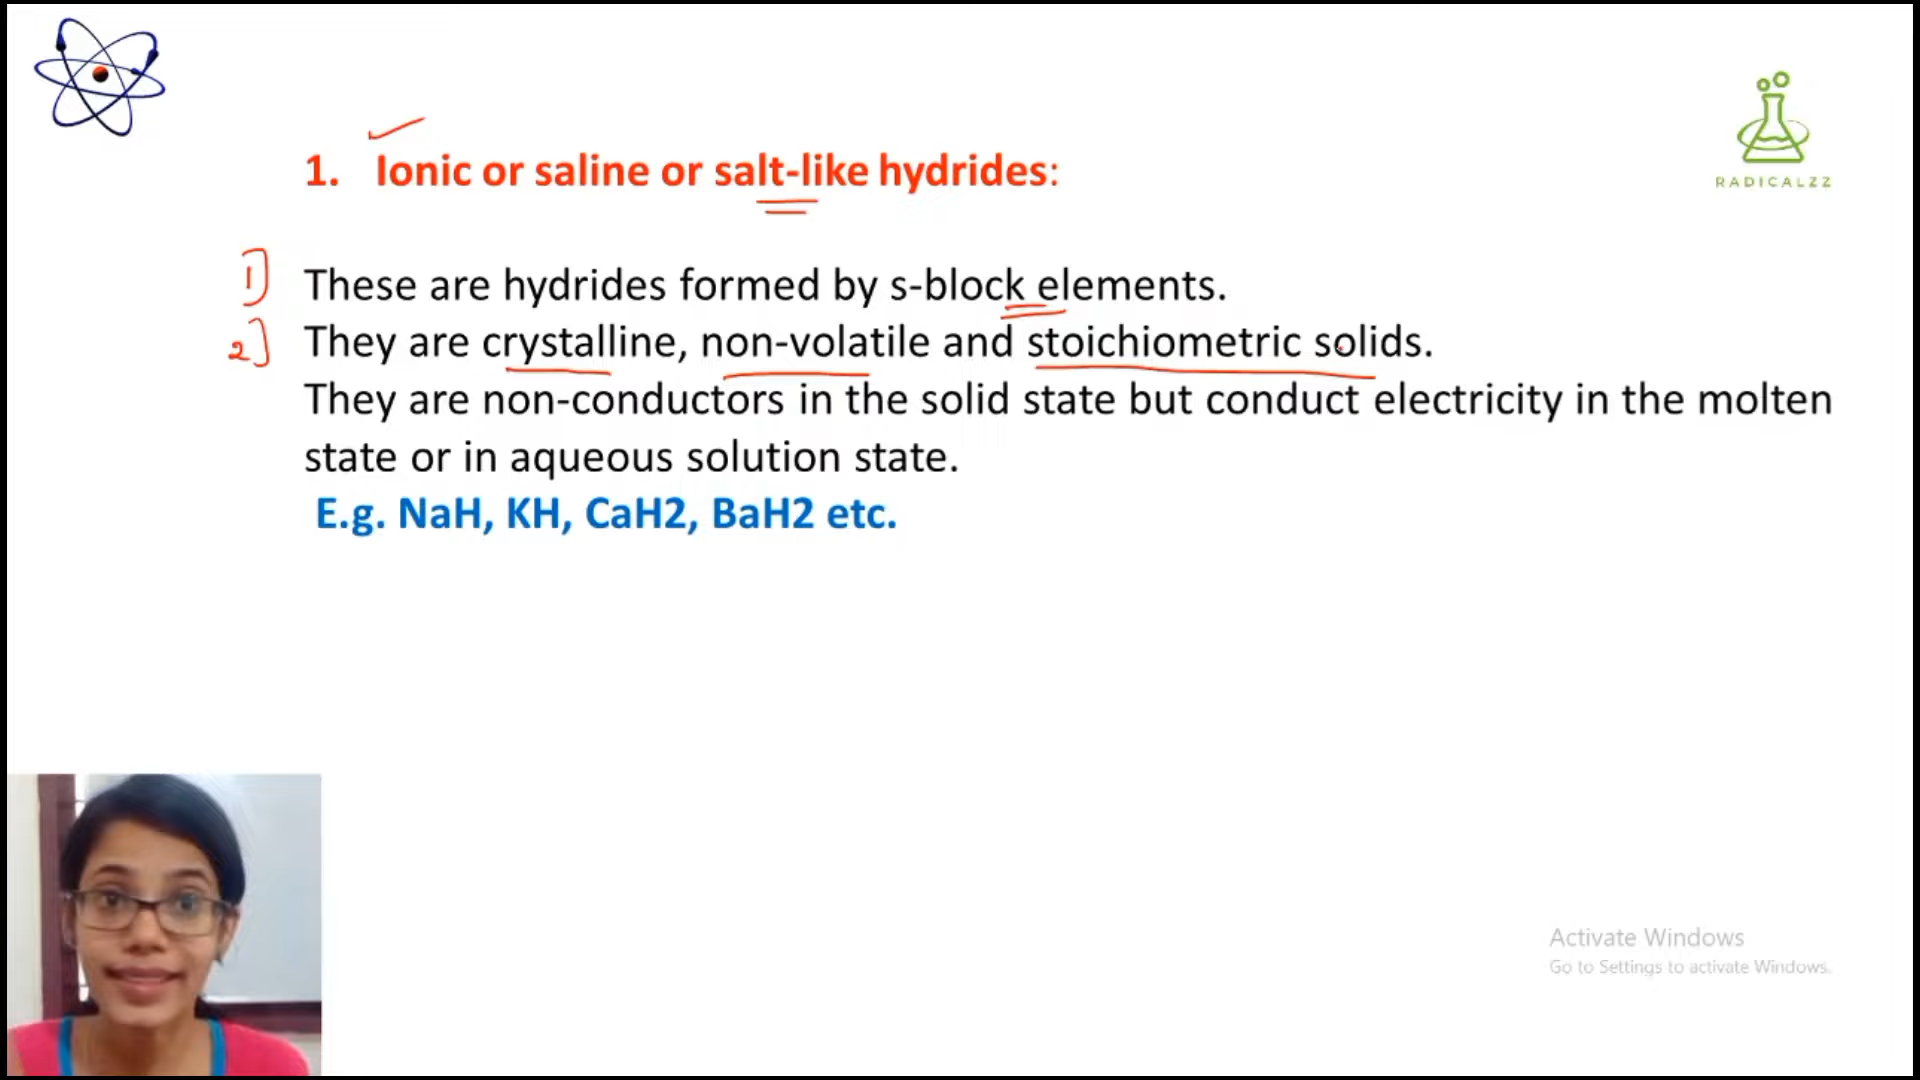 RADICALZZ
1. Ionic or saline or salt-like hydrides:
1] These are hydrides formed by s-block elements.
2] They are crystalline, non-volatile and stoichiometric solids.
They are non-conductors in the solid state but conduct electricity in the molten
state or in aqueous solution state.
E.g. NaH, KH, CaH2, BaH2 etc.
Activate Windows
Go to Settings to activate Windows.